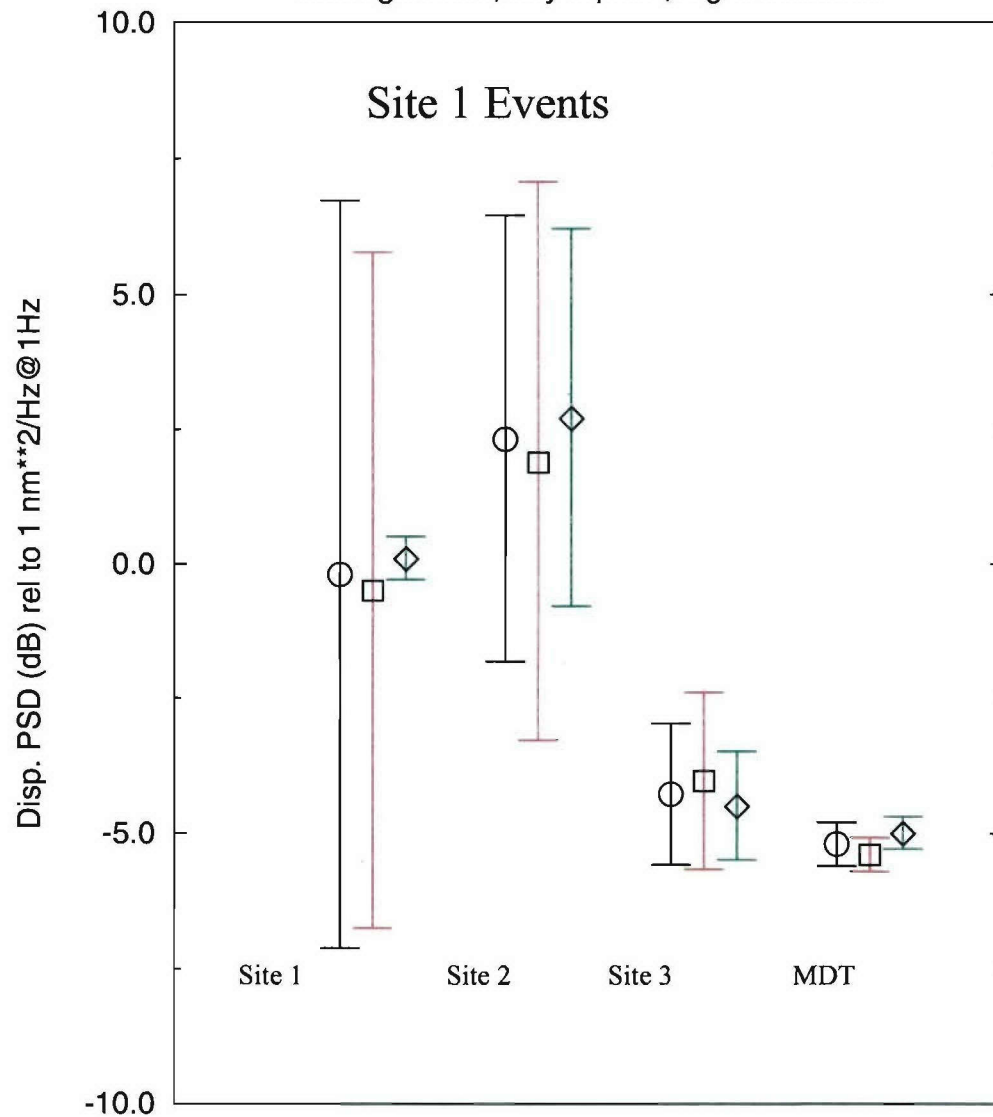 10.0
Site 1 Events
5.0
0.0
-5.0
-10.0
Disp. PSD (dB) rel to 1 nm**2/Hz@1Hz
Site 1
Site 2
Site 3
MDT